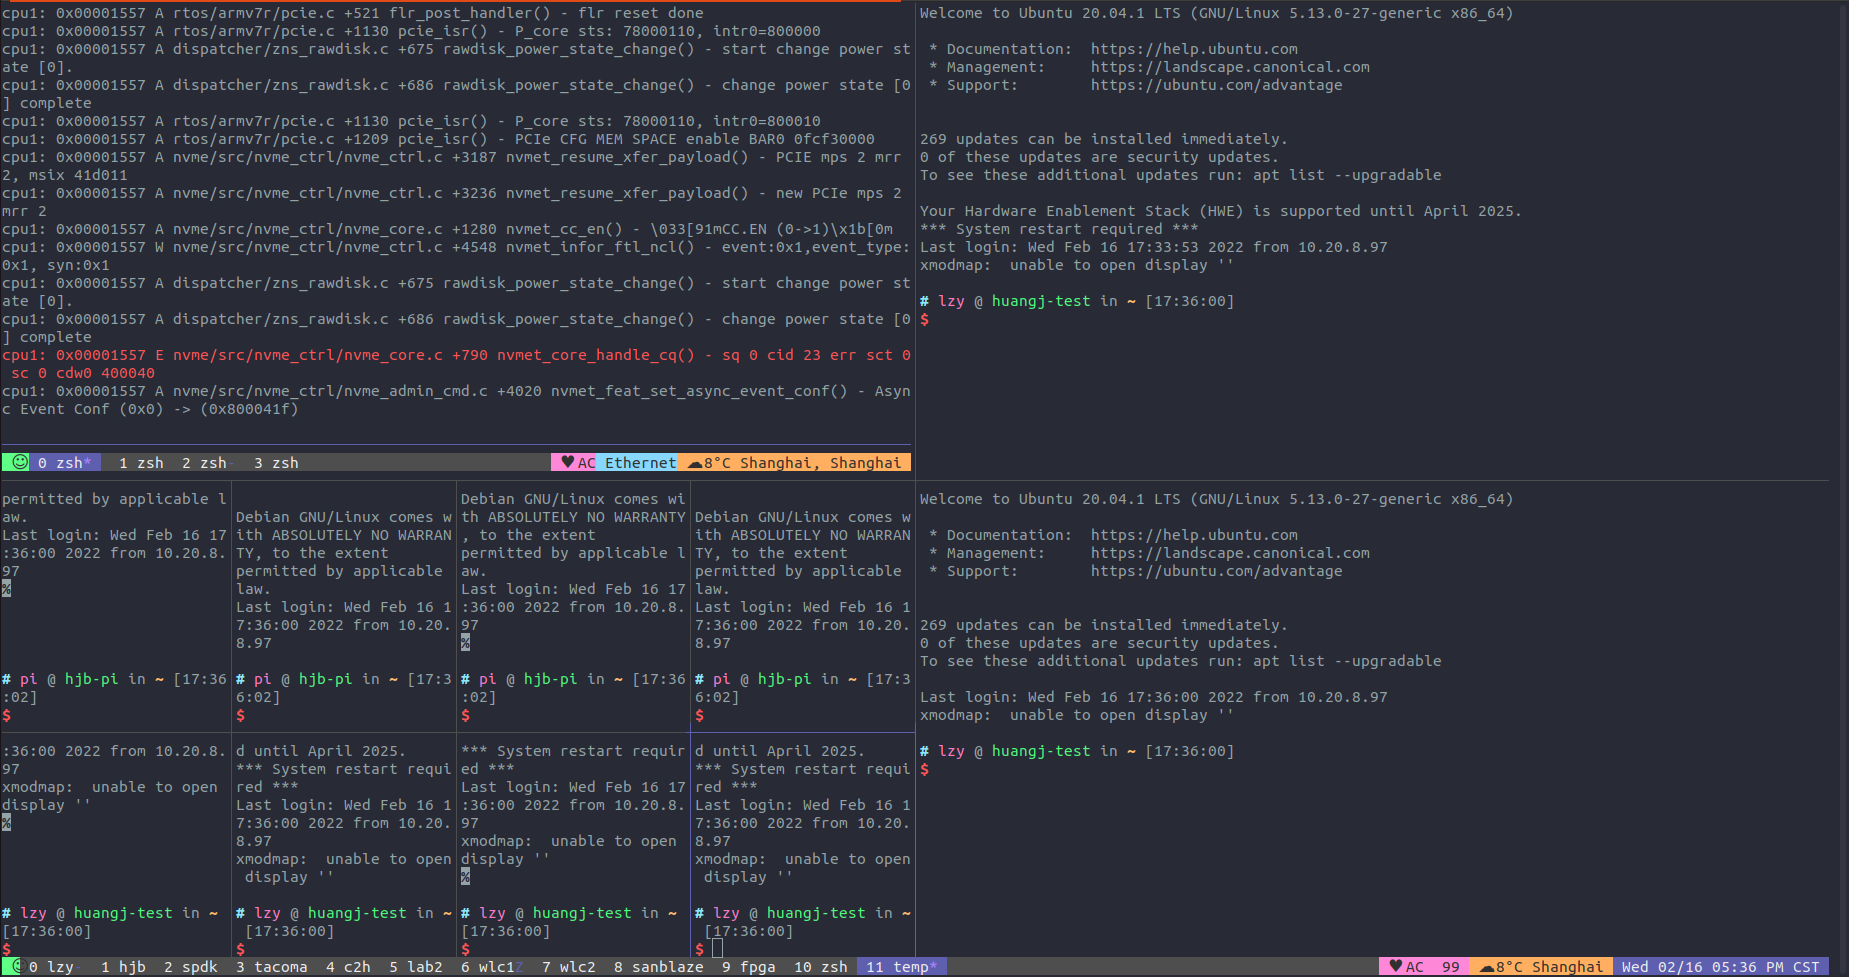 cpu1: 0x00001557 A rtos/armv7r/pcie.c +521 flr_post_handler() - flr reset done
cpu1: 0x00001557 A rtos/armv7r/pcie.c +1130 pcie_isr() - P_core sts: 78000110, intr0=800000
cpu1: 0x00001557 A dispatcher/zns_rawdisk.c +675 rawdisk_power_state_change() - start change power st
ate [0].
cpu1: 0x00001557 A dispatcher/zns_rawdisk.c +686 rawdisk_power_state_change() - change power state [0
] complete
cpu1: 0x00001557 A rtos/armv7r/pcie.c +1130 pcie_isr() - P_core sts: 78000110, intr0=800010
cpu1: 0x00001557 A rtos/armv7r/pcie.c +1209 pcie_isr() - PCIe CFG MEM SPACE enable BAR0 0fcf30000
cpu1: 0x00001557 A nvme/src/nvme_ctrl/nvme_ctrl.c +3187 nvmet_resume_xfer_payload() - PCIE mps 2 mrr
2, msix 41d011
cpu1: 0x00001557 A nvme/src/nvme_ctrl/nvme_ctrl.c +3236 nvmet_resume_xfer_payload() - new PCIe mps 2
mrr 2
cpu1: 0x00001557 A nvme/src/nvme_ctrl/nvme_core.c +1280 nvmet_cc_en() - \033[91mCC.EN (0->1)\x1b[0m
cpu1: 0x00001557 W nvme/src/nvme_ctrl/nvme_ctrl.c +4548 nvmet_infor_ftl_ncl() - event:0x1,event_type:
0x1, syn:0x1
cpu1: 0x00001557 A dispatcher/zns_rawdisk.c +675 rawdisk_power_state_change() - start change power st
ate [0].
cpu1: 0x00001557 A dispatcher/zns_rawdisk.c +686 rawdisk_power_state_change() - change power state [0
] complete
cpu1: 0x00001557 E nvme/src/nvme_ctrl/nvme_core.c +790 nvmet_core_handle_cq() - sq 0 cid 23 err sct 0
 sc 0 cdw0 400040
cpu1: 0x00001557 A nvme/src/nvme_ctrl/nvme_admin_cmd.c +4020 nvmet_feat_set_async_event_conf() - Asyn
c Event Conf (0x0) -> (0x800041f)
☺ 0 zsh* 1 zsh 2 zsh- 3 zsh ♥AC Ethernet ☁8°C Shanghai, Shanghai
Welcome to Ubuntu 20.04.1 LTS (GNU/Linux 5.13.0-27-generic x86_64)
 * Documentation:  https://help.ubuntu.com
 * Management:     https://landscape.canonical.com
 * Support:        https://ubuntu.com/advantage
269 updates can be installed immediately.
0 of these updates are security updates.
To see these additional updates run: apt list --upgradable
Your Hardware Enablement Stack (HWE) is supported until April 2025.
*** System restart required ***
Last login: Wed Feb 16 17:33:53 2022 from 10.20.8.97
xmodmap:  unable to open display ''
# lzy @ huangj-test in ~ [17:36:00]
$
permitted by applicable l
aw.
Last login: Wed Feb 16 17
:36:00 2022 from 10.20.8.
97
%
# pi @ hjb-pi in ~ [17:36
:02]
$
Debian GNU/Linux comes w
ith ABSOLUTELY NO WARRAN
TY, to the extent
permitted by applicable
law.
Last login: Wed Feb 16 1
7:36:00 2022 from 10.20.
8.97
# pi @ hjb-pi in ~ [17:3
6:02]
$
Debian GNU/Linux comes wi
th ABSOLUTELY NO WARRANTY
, to the extent
permitted by applicable l
aw.
Last login: Wed Feb 16 17
:36:00 2022 from 10.20.8.
97
%
# pi @ hjb-pi in ~ [17:36
:02]
$
Debian GNU/Linux comes w
ith ABSOLUTELY NO WARRAN
TY, to the extent
permitted by applicable
law.
Last login: Wed Feb 16 1
7:36:00 2022 from 10.20.
8.97
# pi @ hjb-pi in ~ [17:3
6:02]
$
Welcome to Ubuntu 20.04.1 LTS (GNU/Linux 5.13.0-27-generic x86_64)
 * Documentation:  https://help.ubuntu.com
 * Management:     https://landscape.canonical.com
 * Support:        https://ubuntu.com/advantage
269 updates can be installed immediately.
0 of these updates are security updates.
To see these additional updates run: apt list --upgradable
Last login: Wed Feb 16 17:36:00 2022 from 10.20.8.97
xmodmap:  unable to open display ''
# lzy @ huangj-test in ~ [17:36:00]
$
:36:00 2022 from 10.20.8.
97
xmodmap:  unable to open
display ''
%
# lzy @ huangj-test in ~
[17:36:00]
$
d until April 2025.
*** System restart requi
red ***
Last login: Wed Feb 16 1
7:36:00 2022 from 10.20.
8.97
xmodmap:  unable to open
 display ''
# lzy @ huangj-test in ~
 [17:36:00]
$
*** System restart requir
ed ***
Last login: Wed Feb 16 17
:36:00 2022 from 10.20.8.
97
xmodmap:  unable to open
display ''
%
# lzy @ huangj-test in ~
[17:36:00]
$
d until April 2025.
*** System restart requi
red ***
Last login: Wed Feb 16 1
7:36:00 2022 from 10.20.
8.97
xmodmap:  unable to open
 display ''
# lzy @ huangj-test in ~
 [17:36:00]
$
☺0 lzy- 1 hjb 2 spdk 3 tacoma 4 c2h 5 lab2 6 wlc1Z 7 wlc2 8 sanblaze 9 fpga 10 zsh 11 temp* ♥AC 99 ☁8°C Shanghai Wed 02/16 05:36 PM CST